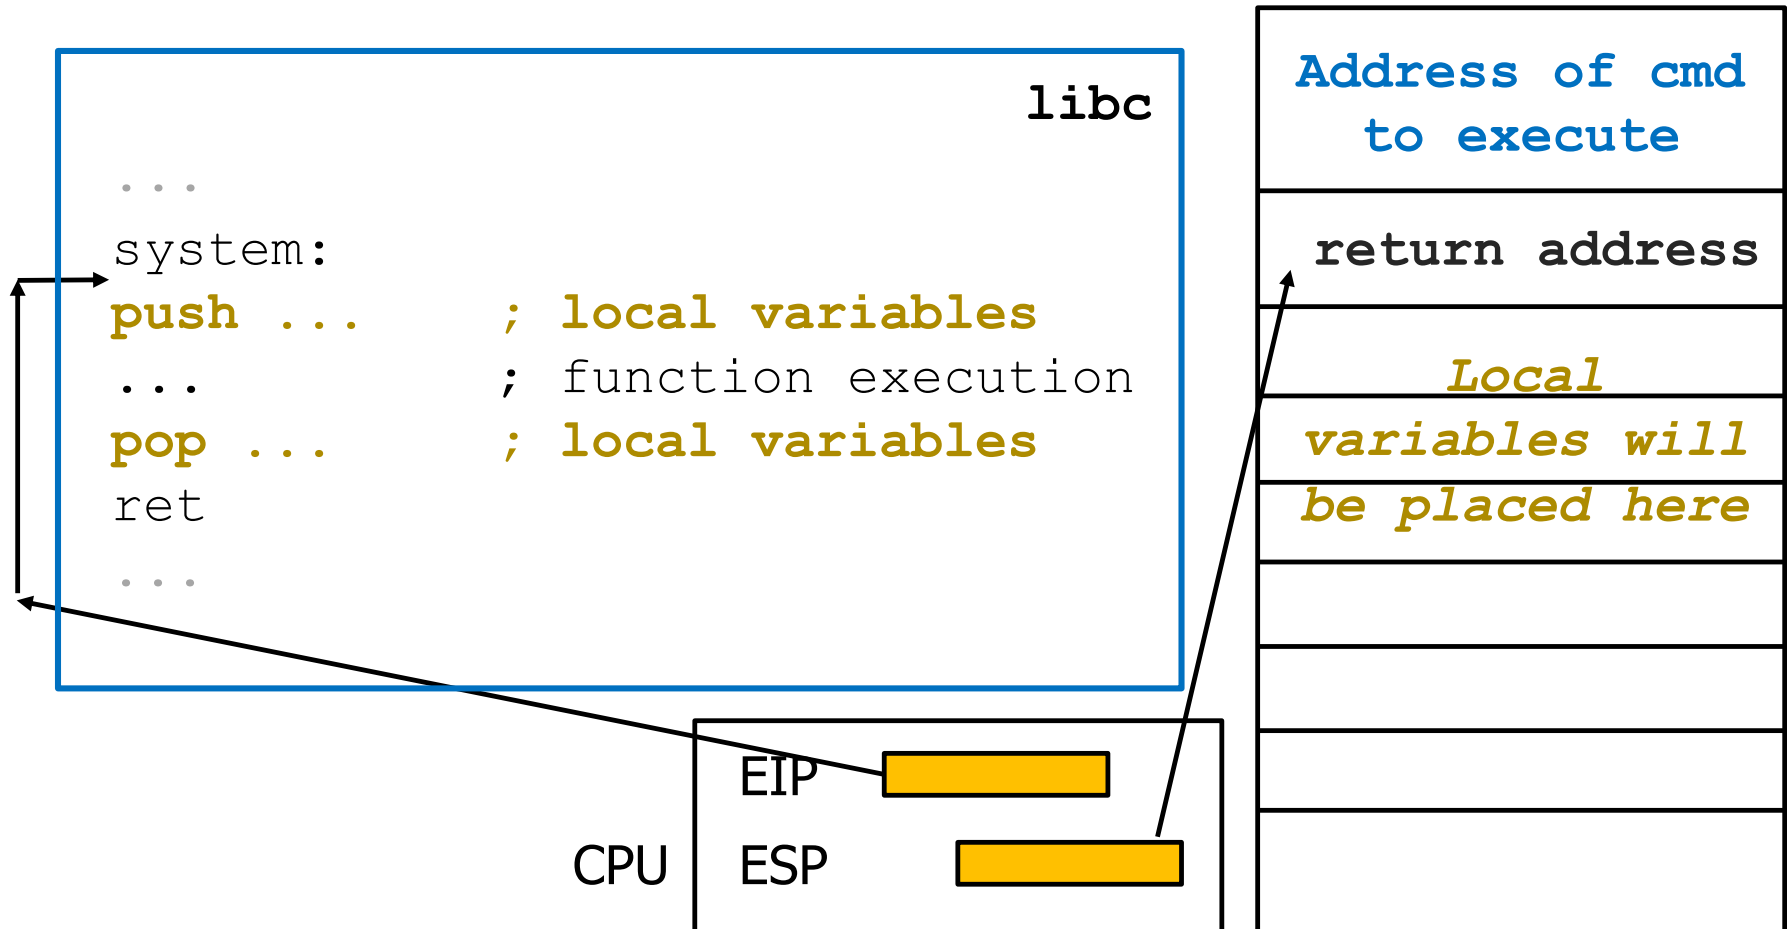 libc
...
system:
push ... ; local variables
... ; function execution
pop ... ; local variables
ret
...
Address of cmd
to execute
return address
Local
variables will
be placed here
EIP
CPU ESP